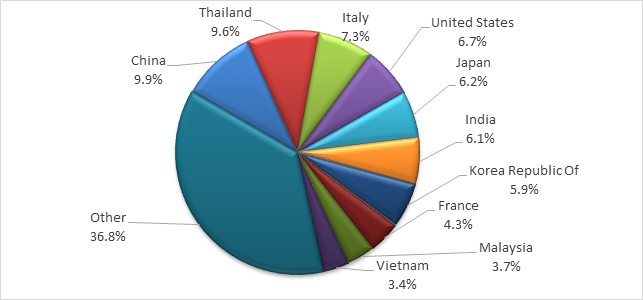 Thailand
9.6%
Italy
7.3%
United States
6.7%
Japan
6.2%
India
6.1%
Korea Republic Of
5.9%
France
4.3%
Malaysia
3.7%
Vietnam
3.4%
Other
36.8%
China
9.9%